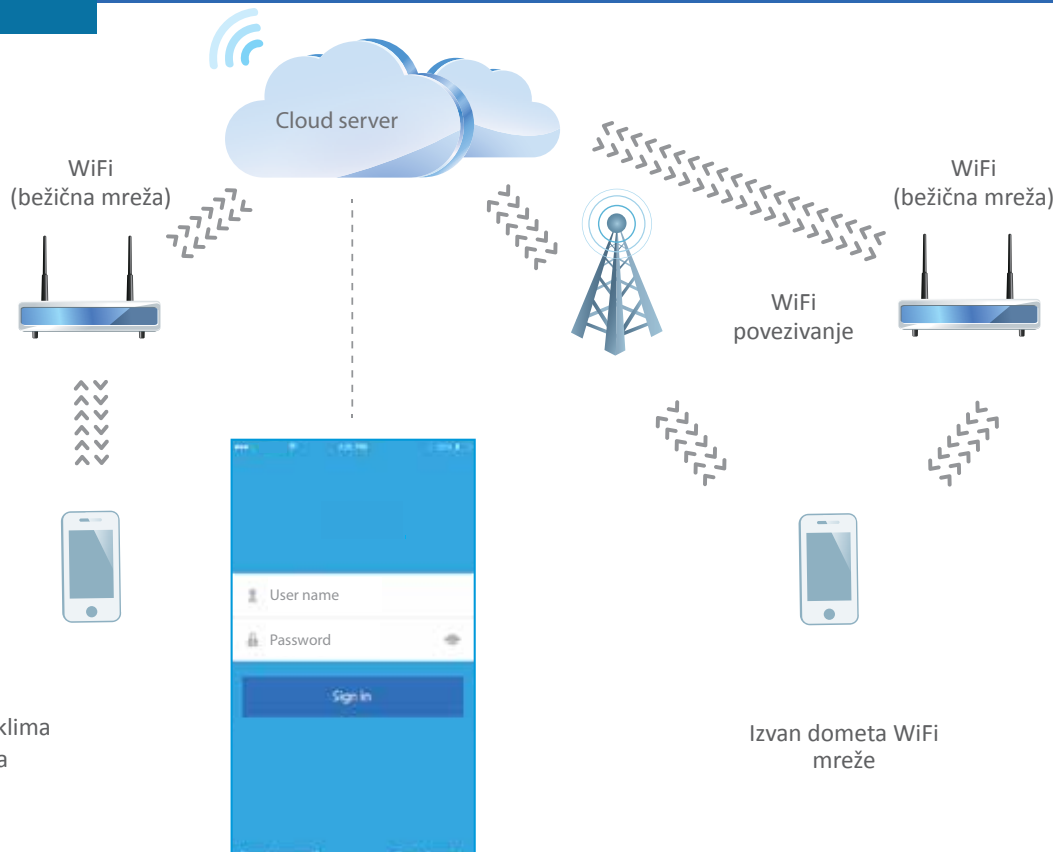 Cloud server
WiFi
(bežična mreža)
WiFi
(bežična mreža)
WiFi
povezivanje
User name
Password
Sign in
klima
a
Izvan dometa WiFi
mreže